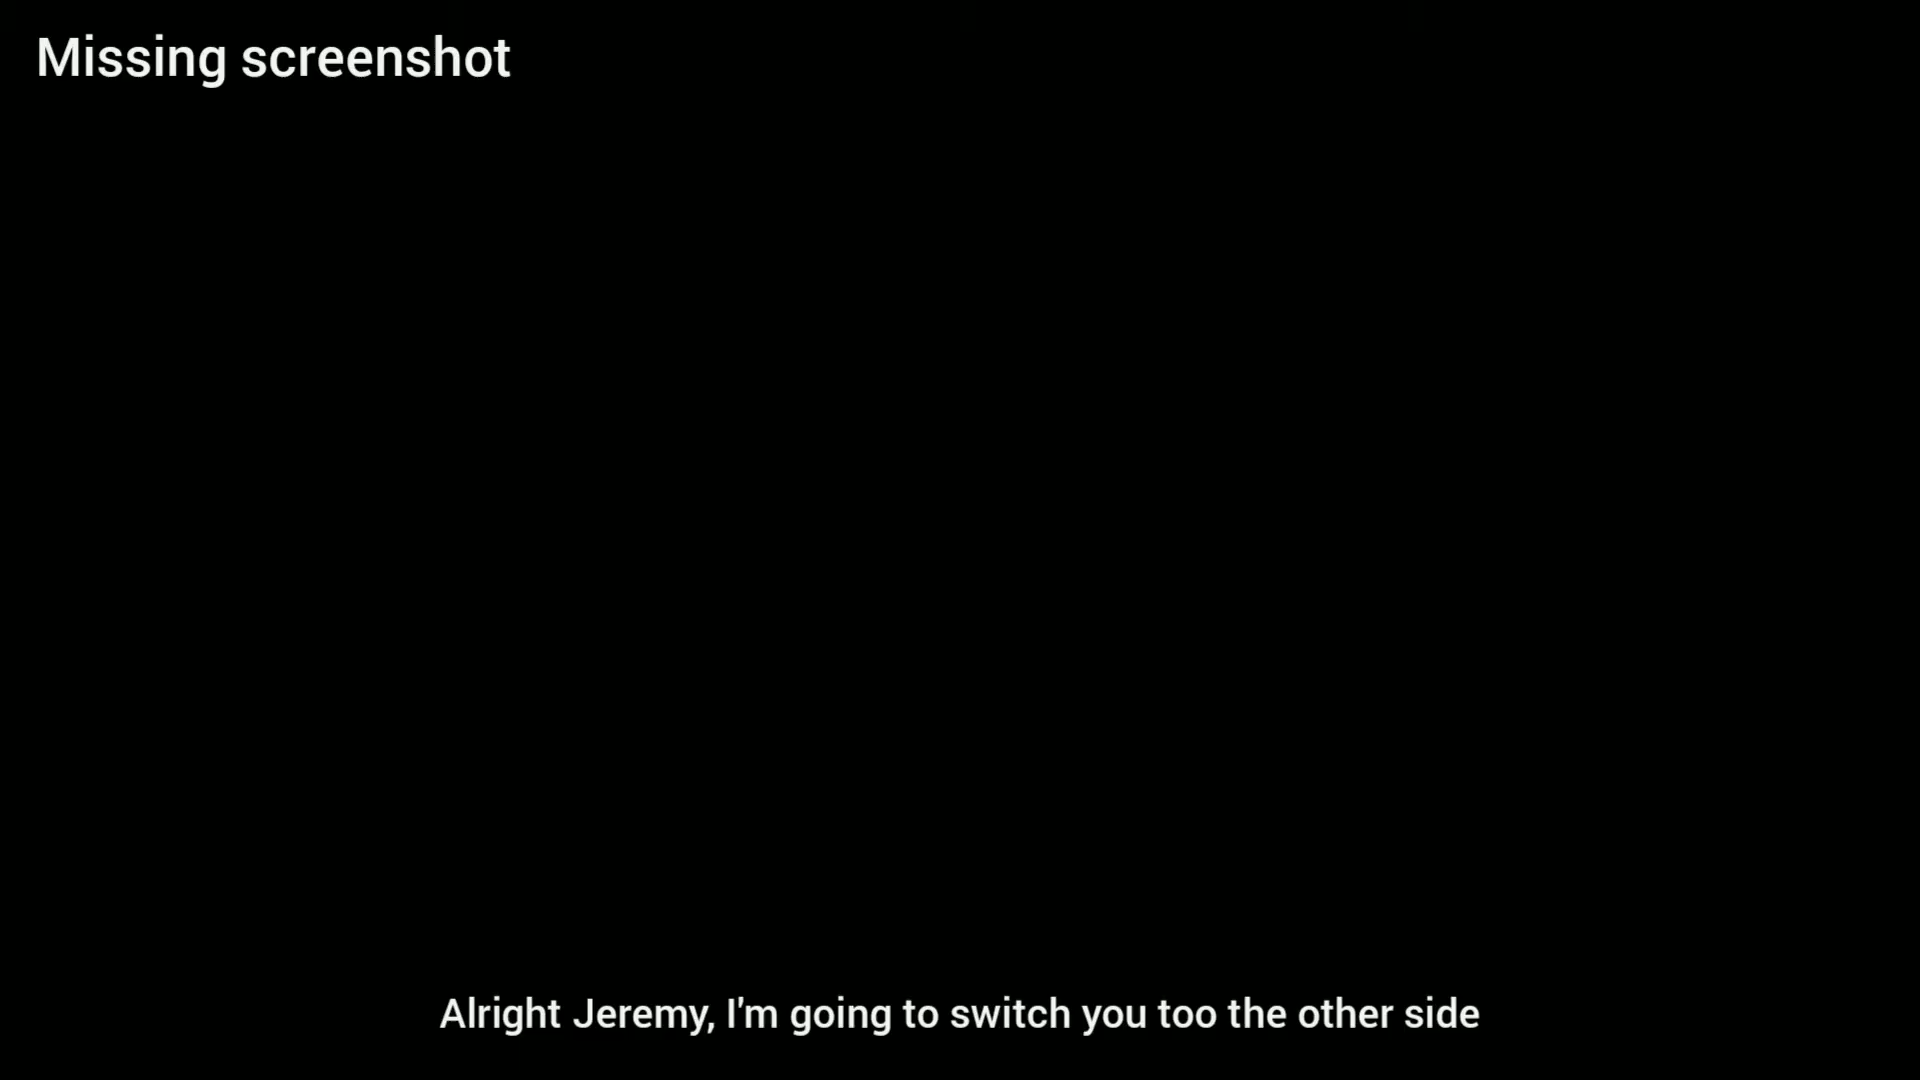 Missing screenshot
Alright Jeremy, I'm going to switch you too the other side